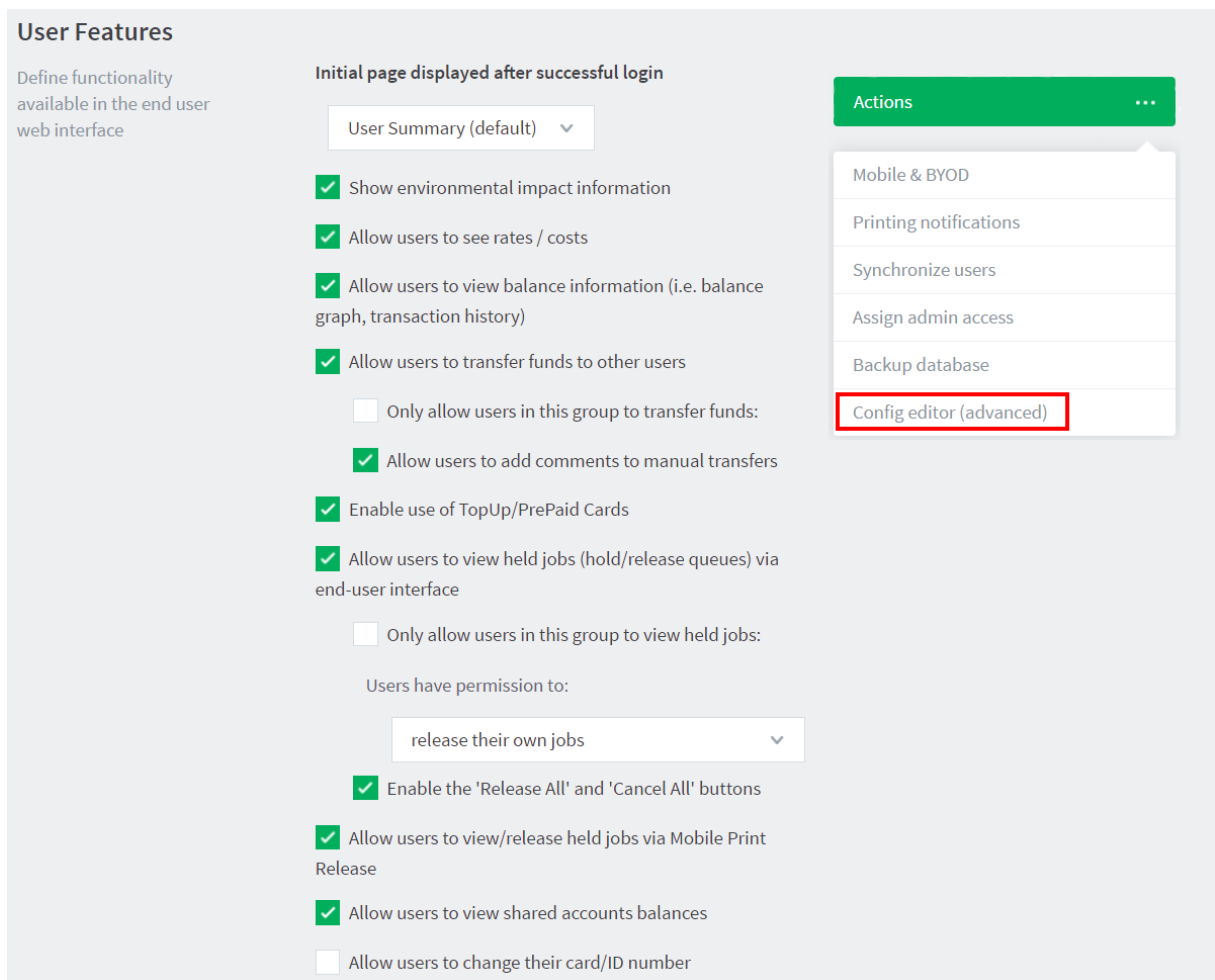 User Features
Define functionality
available in the end user
web interface
Initial page displayed after successful login
User Summary (default)
Show environmental impact information
Allow users to see rates / costs
Allow users to view balance information (i.e. balance
graph, transaction history)
Allow users to transfer funds to other users
Only allow users in this group to transfer funds:
Allow users to add comments to manual transfers
Enable use of TopUp/PrePaid Cards
Allow users to view held jobs (hold/release queues) via
end-user interface
Only allow users in this group to view held jobs:
Users have permission to:
release their own jobs
Enable the 'Release All' and 'Cancel All' buttons
Allow users to view/release held jobs via Mobile Print
Release
Allow users to view shared accounts balances
Allow users to change their card/ID number
Actions
Mobile & BYOD
Printing notifications
Synchronize users
Assign admin access
Backup database
Config editor (advanced)